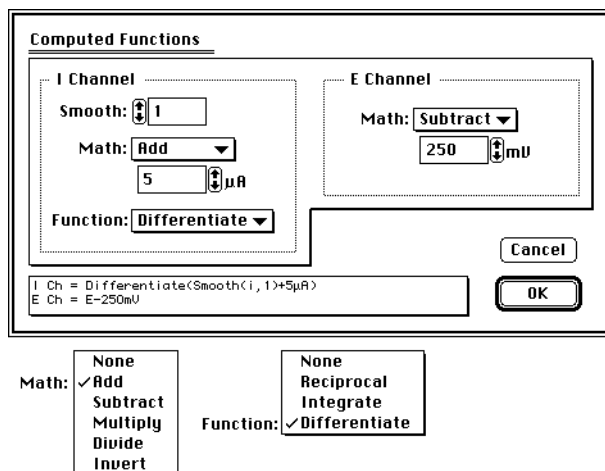 Computed Functions
I Channel
Smooth: 1
Math: Add
5 µA
Function: Differentiate
E Channel
Math: Subtract
250 mV
Cancel
OK
I Ch = Differentiate(Smooth(i,1)+5µA)
E Ch = E-250mV
Math:
None
✓Add
Subtract
Multiply
Divide
Invert
Function:
None
Reciprocal
Integrate
✓Differentiate